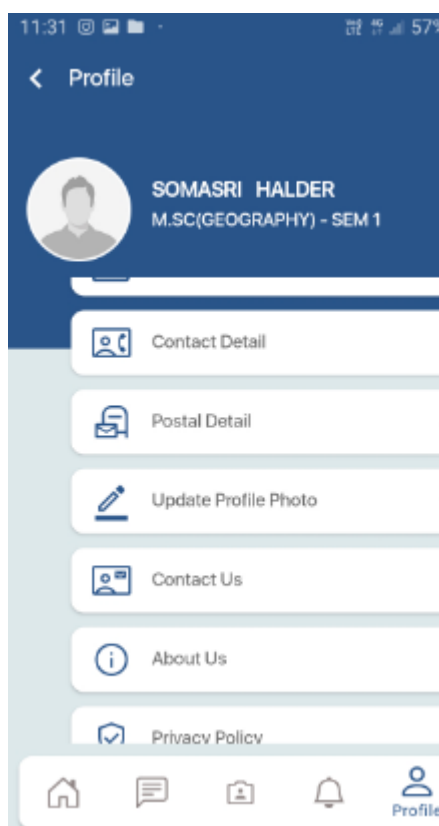 11:31 57%
Profile
SOMASRI HALDER
M.SC(GEOGRAPHY) - SEM 1
Contact Detail
Postal Detail
Update Profile Photo
Contact Us
About Us
Privacy Policy
Profile